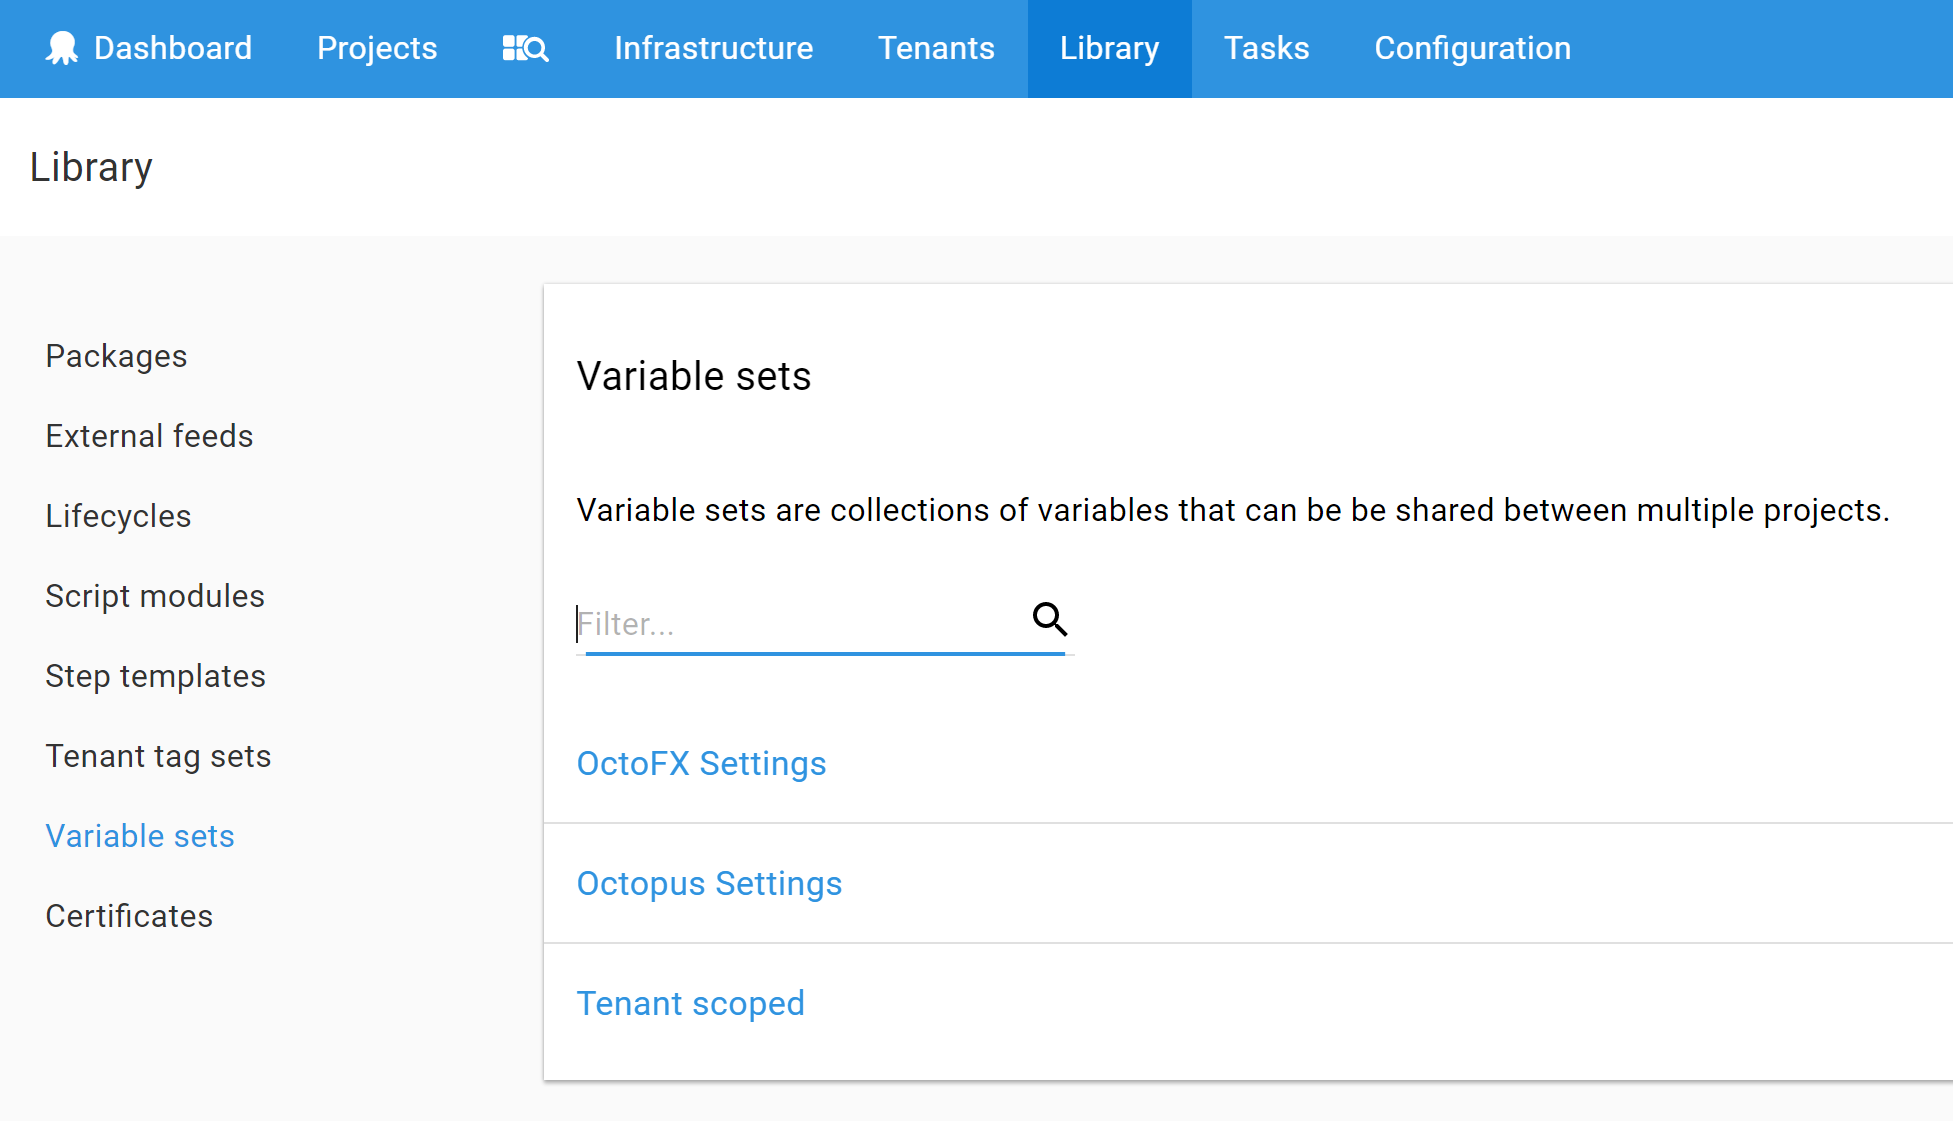 Dashboard Projects Infrastructure Tenants Library Tasks Configuration
Library
Packages
External feeds
Lifecycles
Script modules
Step templates
Tenant tag sets
Variable sets
Certificates
Variable sets
Variable sets are collections of variables that can be be shared between multiple projects.
Filter...
OctoFX Settings
Octopus Settings
Tenant scoped